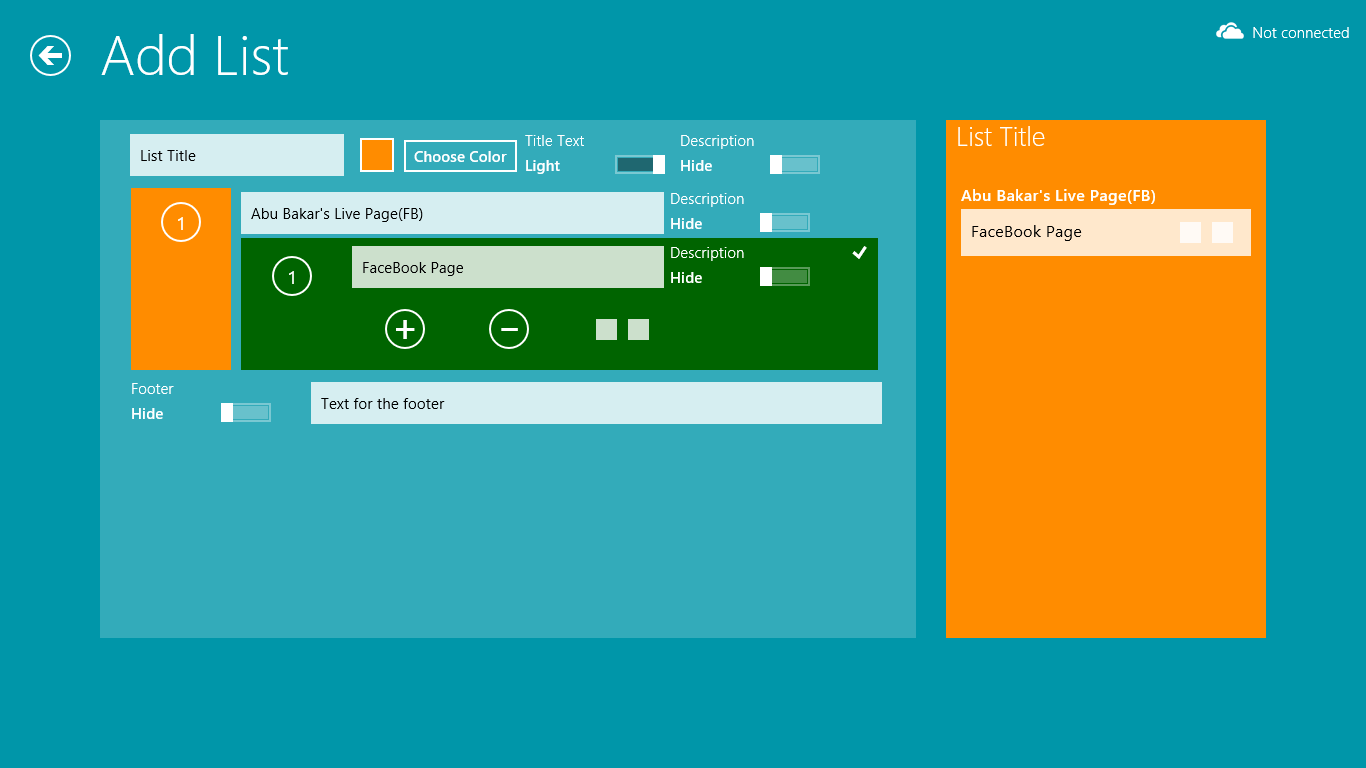 Add List
Not connected
List Title
Choose Color
Title Text
Light
Description
Hide
1
Abu Bakar's Live Page(FB)
Description
Hide
1
FaceBook Page
Description
Hide
Footer
Hide
Text for the footer
List Title
Abu Bakar's Live Page(FB)
FaceBook Page